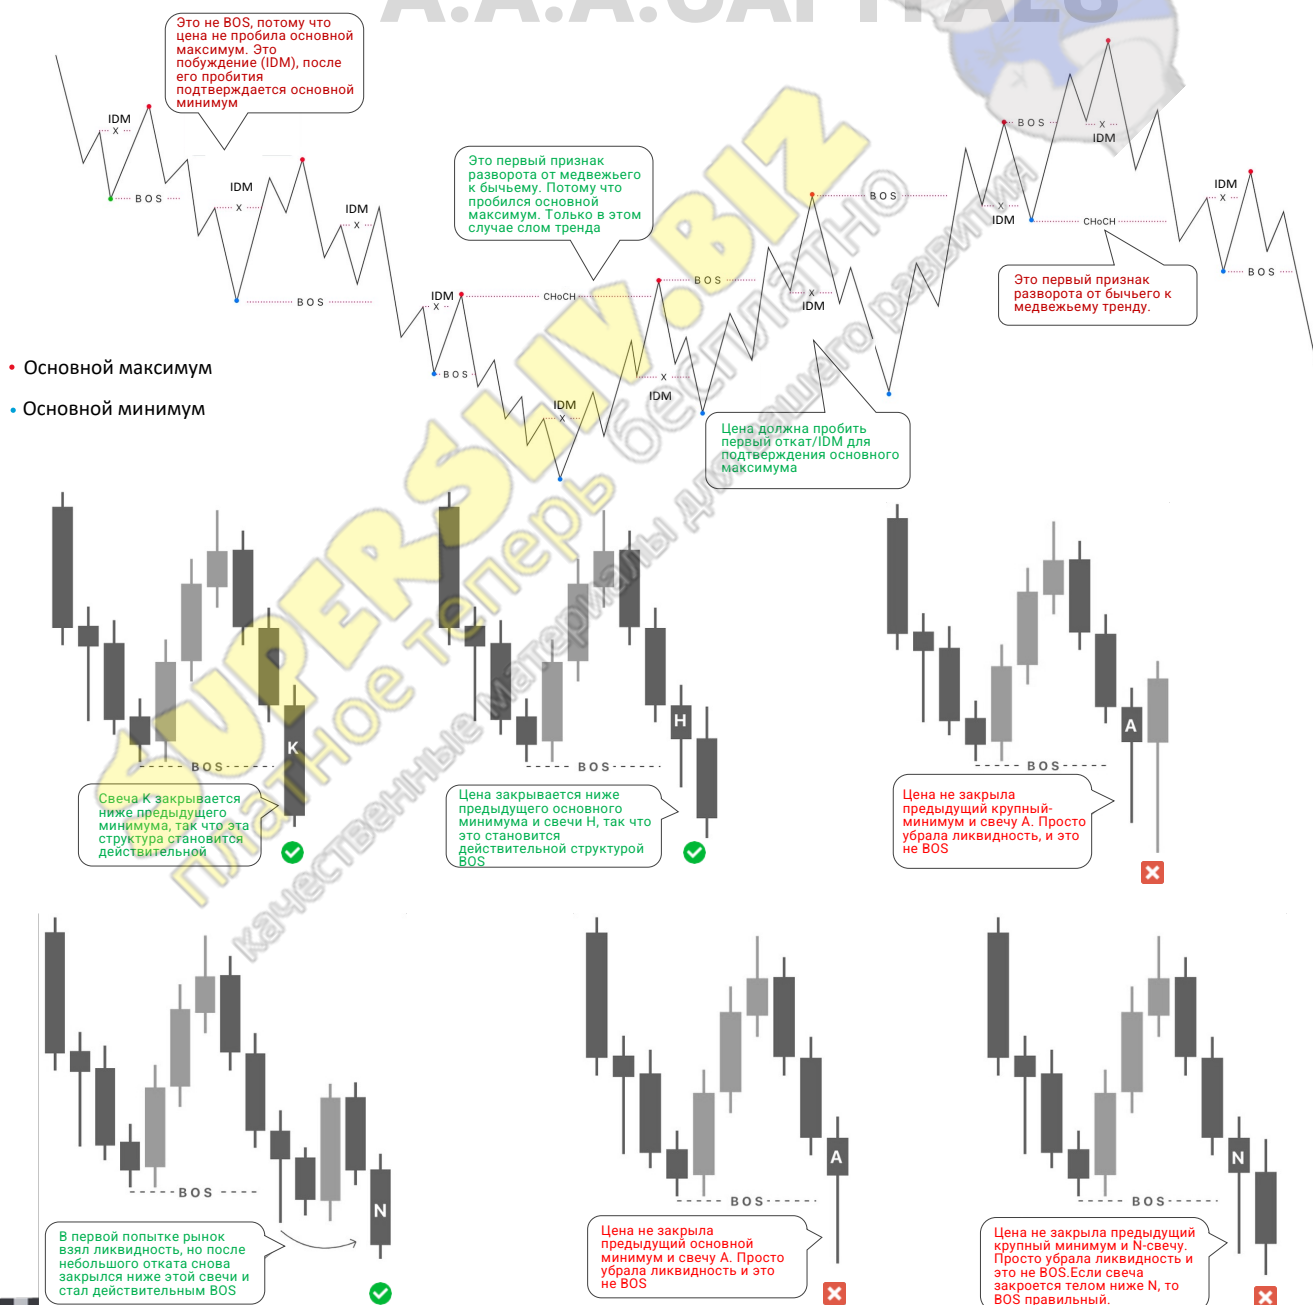 A.A.A.CAPITALS
Это не BOS, потому что
цена не пробила основной
максимум. Это
побуждение (IDM), после
его пробития
подтверждается основной
минимум
IDM
X
BOS
IDM
X
BOS
IDM
X
IDM
X
BOS
Это первый признак
разворота от медвежьего
к бычьему. Потому что
пробился основной
максимум. Только в этом
случае слом тренда
CHoCH
IDM
X
BOS
X
IDM
X
IDM
BOS
BOS
X
IDM
X
IDM
CHoCH
IDM
X
BOS
Это первый признак
разворота от бычьего к
медвежьему тренду.
Цена должна пробить
первый откат/IDM для
подтверждения основного
максимума
Основной максимум
Основной минимум
K
BOS
Свеча K закрывается
ниже предыдущего
минимума, так что эта
структура становится
действительной
H
BOS
Цена закрывается ниже
предыдущего основного
минимума и свечи H, так что
это становится
действительной структурой
BOS
A
BOS
Цена не закрыла
предыдущий крупный-
минимум и свечу A. Просто
убрала ликвидность, и это
не BOS
BOS
N
В первой попытке рынок
взял ликвидность, но после
небольшого отката снова
закрылся ниже этой свечи и
стал действительным BOS
A
BOS
Цена не закрыла
предыдущий основной
минимум и свечу A. Просто
убрала ликвидность и это
не BOS
N
BOS
Цена не закрыла предыдущий
крупный минимум и N-свечу.
Просто убрала ликвидность и
это не BOS.Если свеча
закроется телом ниже N, то
BOS правильный.
SUPERSLIV.BIZ
платное теперь бесплатно
качественные материалы для вашего развития